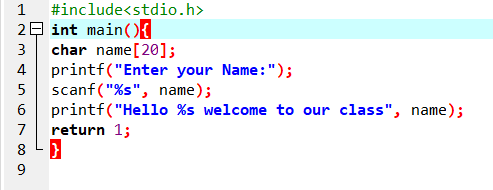 1 #include<stdio.h>
2 int main(){
3 char name[20];
4 printf("Enter your Name:");
5 scanf("%s", name);
6 printf("Hello %s welcome to our class", name);
7 return 1;
8 }
9